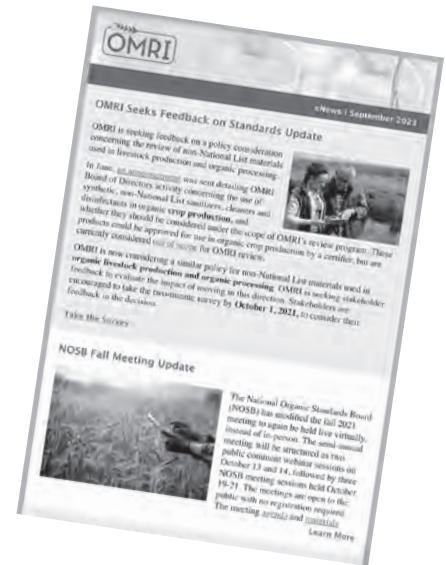 OMRI
eNews | September 2021
OMRI Seeks Feedback on Standards Update
OMRI is seeking feedback on a policy consideration
concerning the review of non-National List materials
used in livestock production and organic processing.
In June, an announcement was sent detailing OMRI
Board of Directors activity concerning the use of
synthetic, non-National List sanitizers, cleaners and
disinfectants in organic crop production, and
whether they should be considered under the scope of OMRI's review program. These
products could be approved for use in organic crop production by a certifier, but are
currently considered out of scope for OMRI review.
OMRI is now considering a similar policy for non-National List materials used in
organic livestock production and organic processing. OMRI is seeking stakeholder
feedback to evaluate the impact of moving in this direction. Stakeholders are
encouraged to take the two-minute survey by October 1, 2021, to consider their
feedback in the decision.
Take the Survey
NOSB Fall Meeting Update
The National Organic Standards Board
(NOSB) has modified the fall 2021
meeting to again be held live virtually,
instead of in-person. The semi-annual
meeting will be structured as two
public comment webinar sessions on
October 13 and 14, followed by three
NOSB meeting sessions held October
19-21. The meetings are open to the
public with no registration required.
The meeting agenda and materials
Learn More